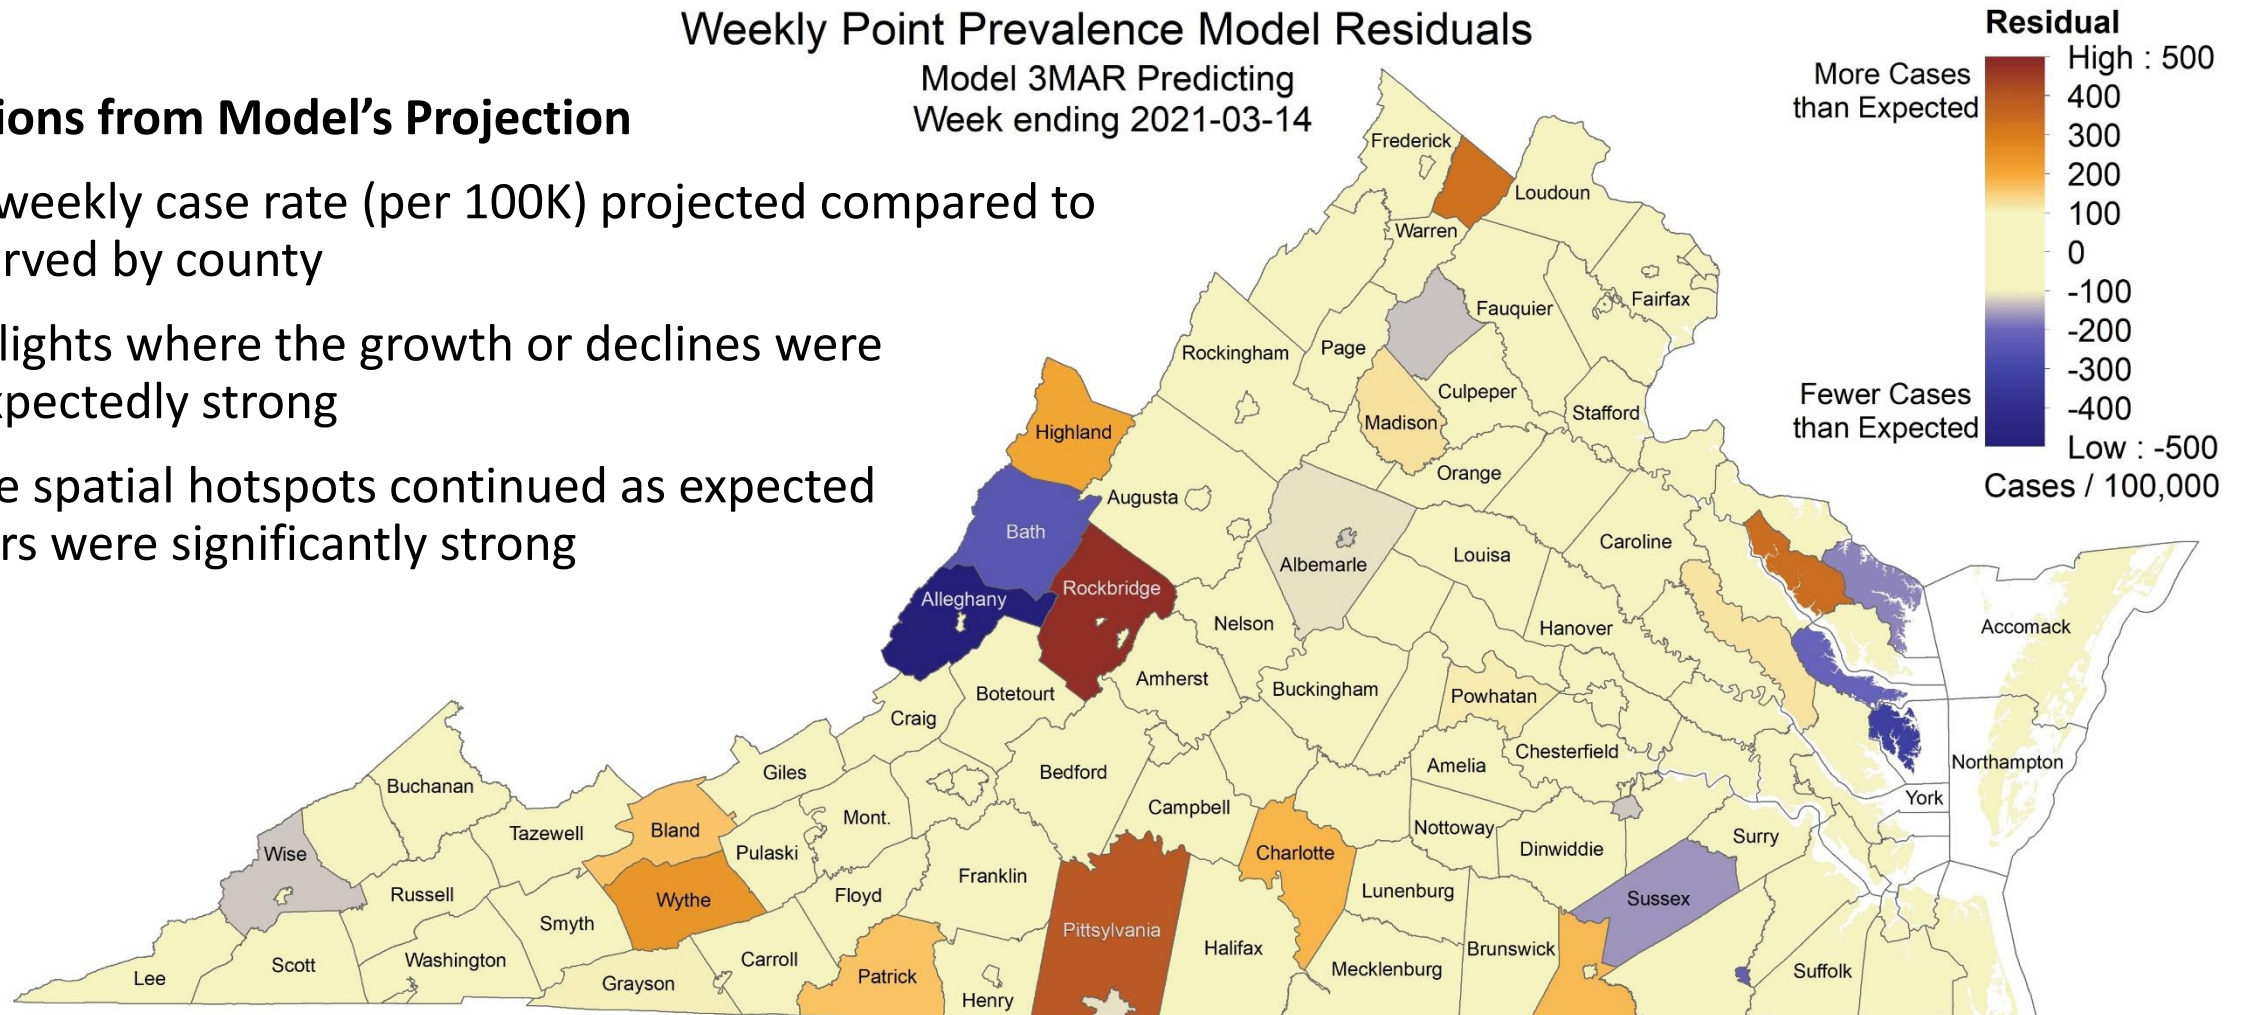 Weekly Point Prevalence Model Residuals
Model 3MAR Predicting
Week ending 2021-03-14
ions from Model's Projection
weekly case rate (per 100K) projected compared to
rved by county
lights where the growth or declines were
pectedly strong
e spatial hotspots continued as expected
rs were significantly strong
Residual
High : 500
400
300
200
100
0
-100
-200
-300
-400
Low : -500
Cases / 100,000
More Cases
than Expected
Fewer Cases
than Expected
Frederick
Loudoun
Warren
Fauquier
Fairfax
Rockingham
Page
Culpeper
Stafford
Madison
Highland
Orange
Augusta
Bath
Albemarle
Louisa
Caroline
Rockbridge
Alleghany
Nelson
Hanover
Accomack
Amherst
Botetourt
Buckingham
Powhatan
Craig
Chesterfield
Giles
Bedford
Amelia
Northampton
Buchanan
York
Campbell
Mont.
Bland
Tazewell
Nottoway
Surry
Wise
Pulaski
Charlotte
Dinwiddie
Franklin
Russell
Floyd
Lunenburg
Wythe
Sussex
Smyth
Pittsylvania
Halifax
Brunswick
Washington
Carroll
Scott
Mecklenburg
Suffolk
Lee
Patrick
Grayson
Henry